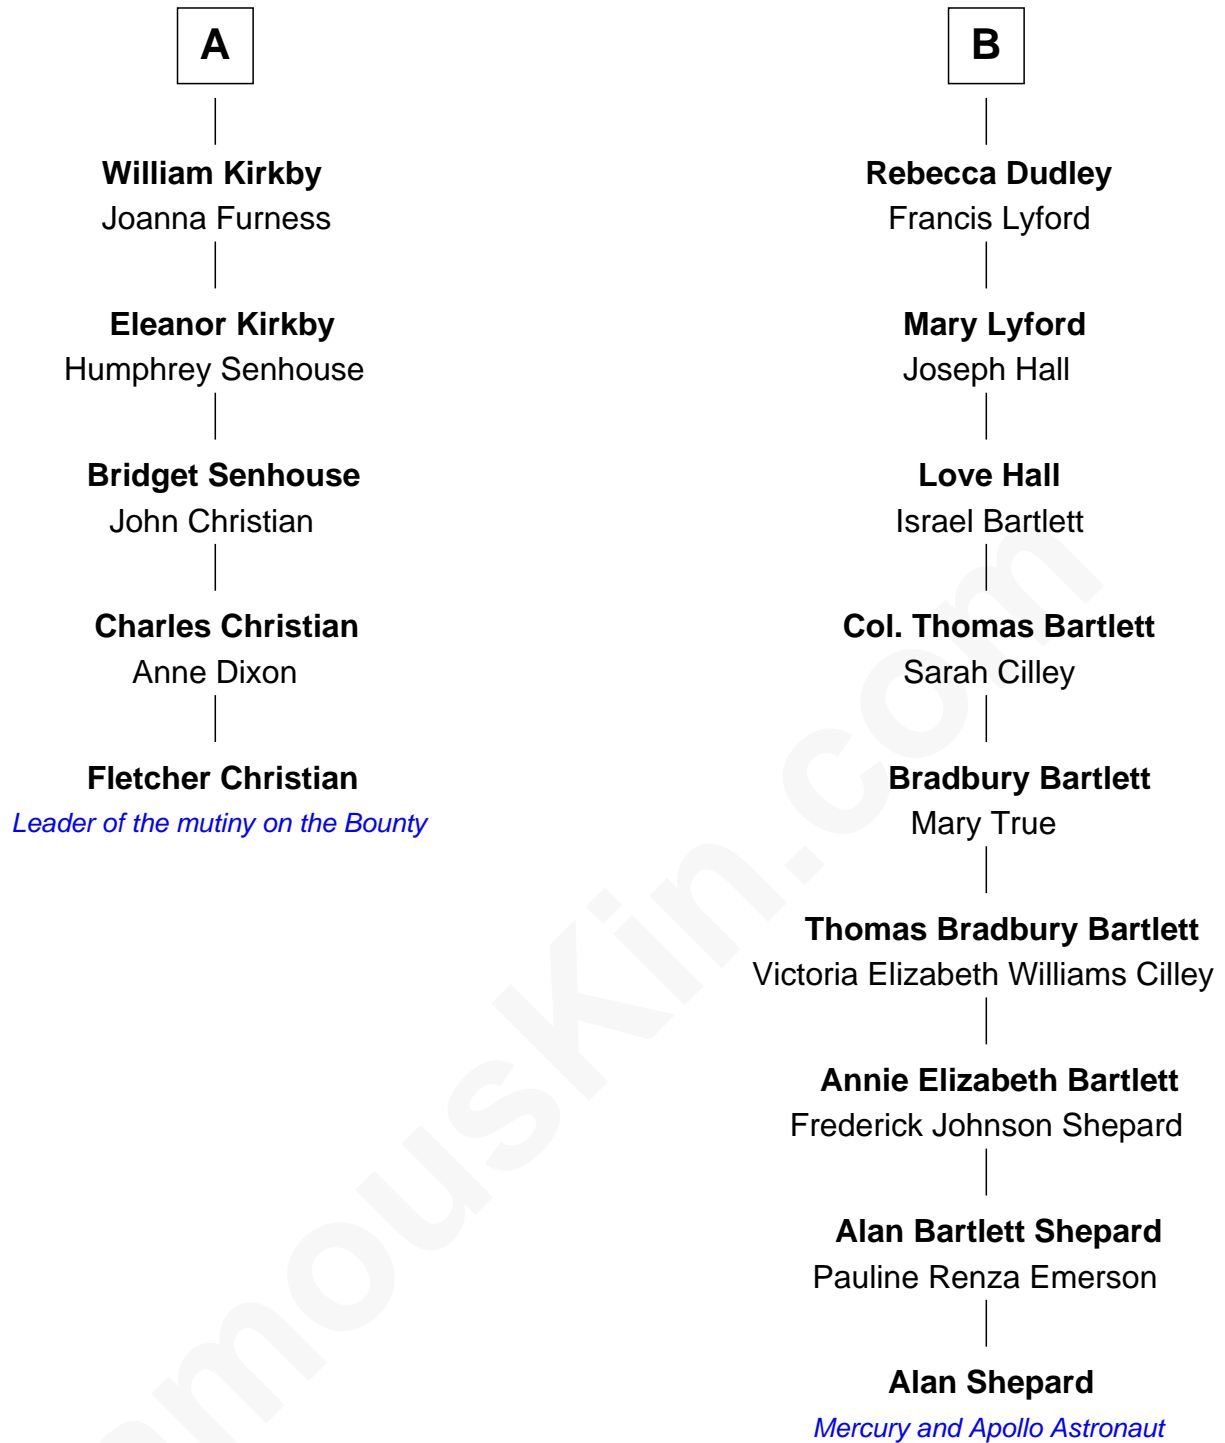 A
William Kirkby
Joanna Furness
Eleanor Kirkby
Humphrey Senhouse
Bridget Senhouse
John Christian
Charles Christian
Anne Dixon
Fletcher Christian
Leader of the mutiny on the Bounty
B
Rebecca Dudley
Francis Lyford
Mary Lyford
Joseph Hall
Love Hall
Israel Bartlett
Col. Thomas Bartlett
Sarah Cilley
Bradbury Bartlett
Mary True
Thomas Bradbury Bartlett
Victoria Elizabeth Williams Cilley
Annie Elizabeth Bartlett
Frederick Johnson Shepard
Alan Bartlett Shepard
Pauline Renza Emerson
Alan Shepard
Mercury and Apollo Astronaut
amouskin.com